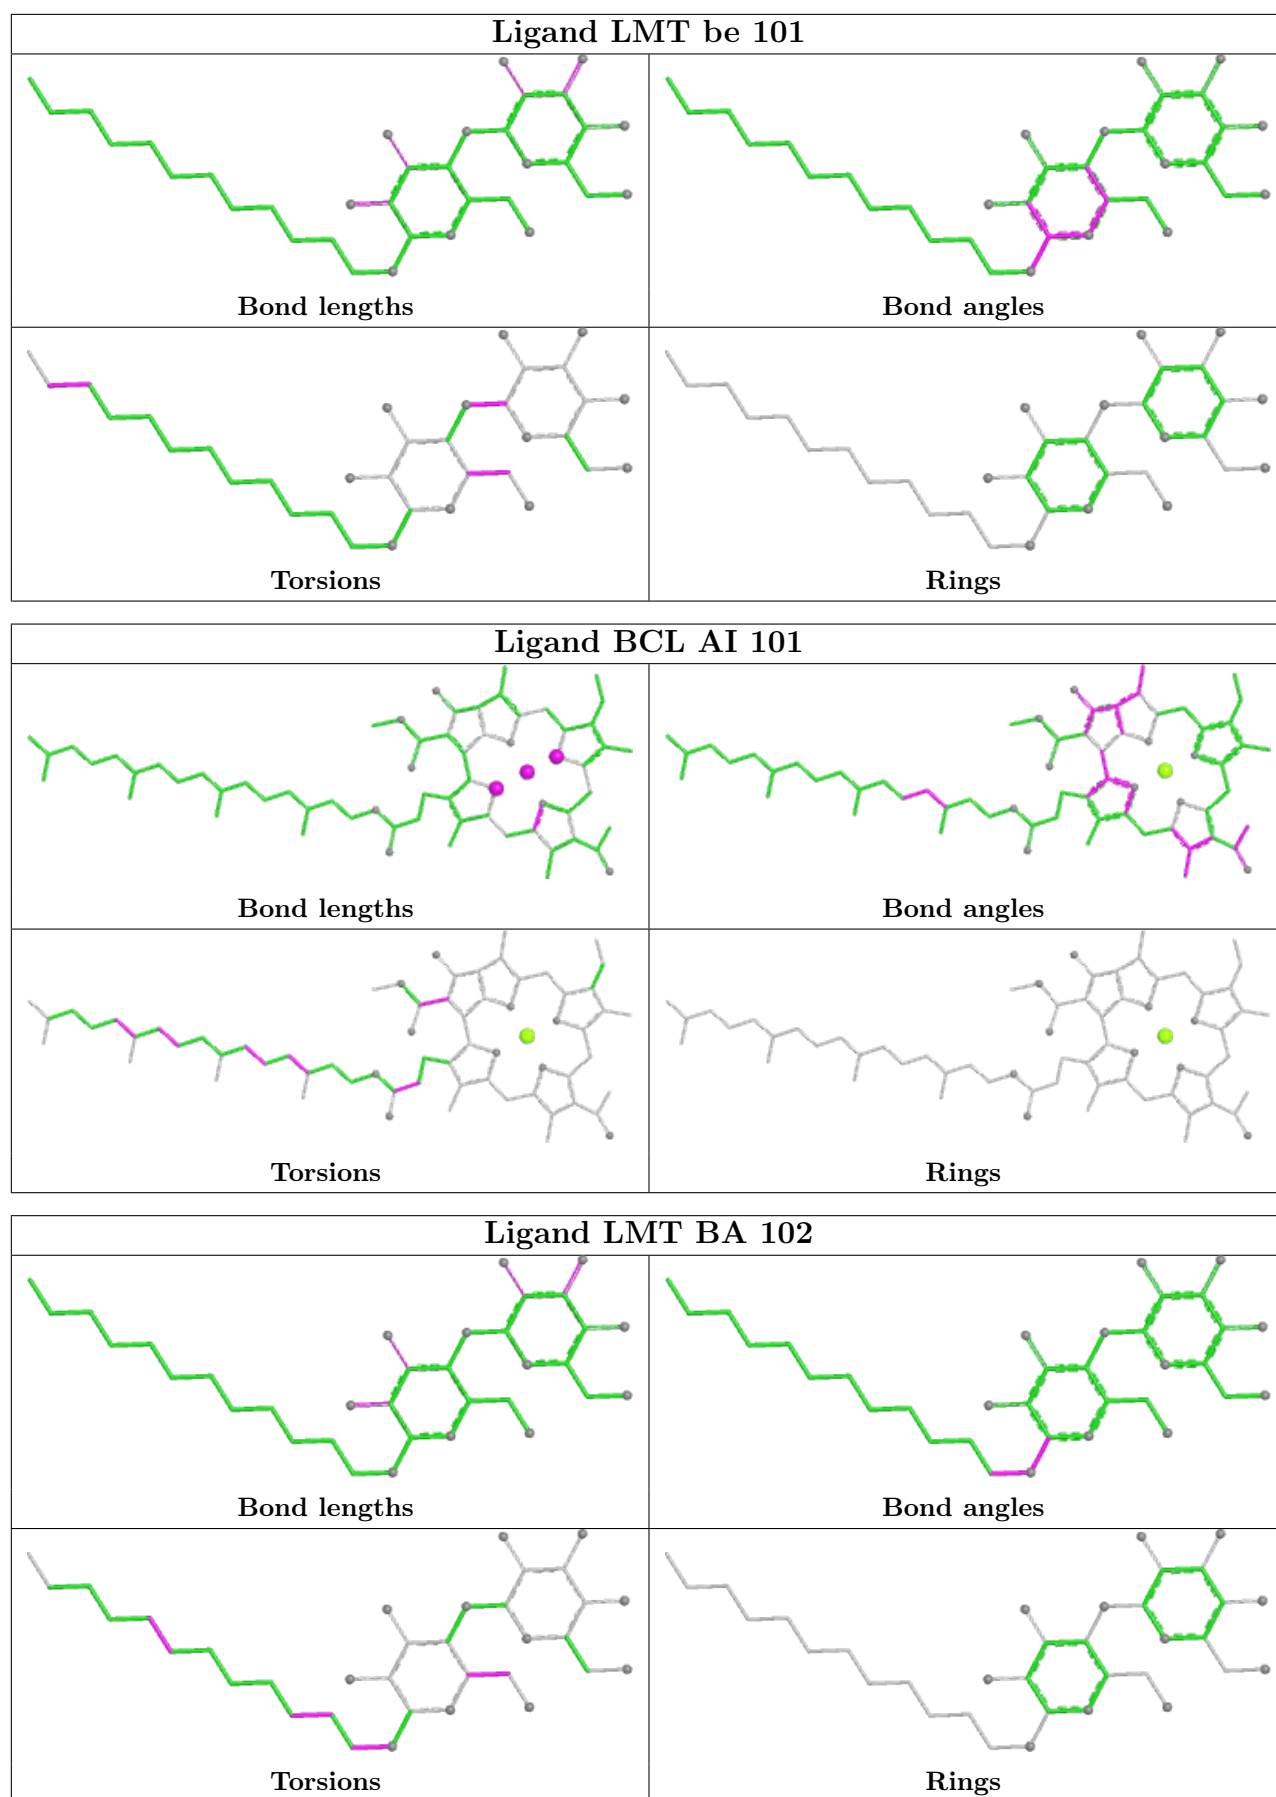 Ligand LMT be 101
Bond lengths
Bond angles
Torsions
Rings
Ligand BCL AI 101
Bond lengths
Bond angles
Torsions
Rings
Ligand LMT BA 102
Bond lengths
Bond angles
Torsions
Rings